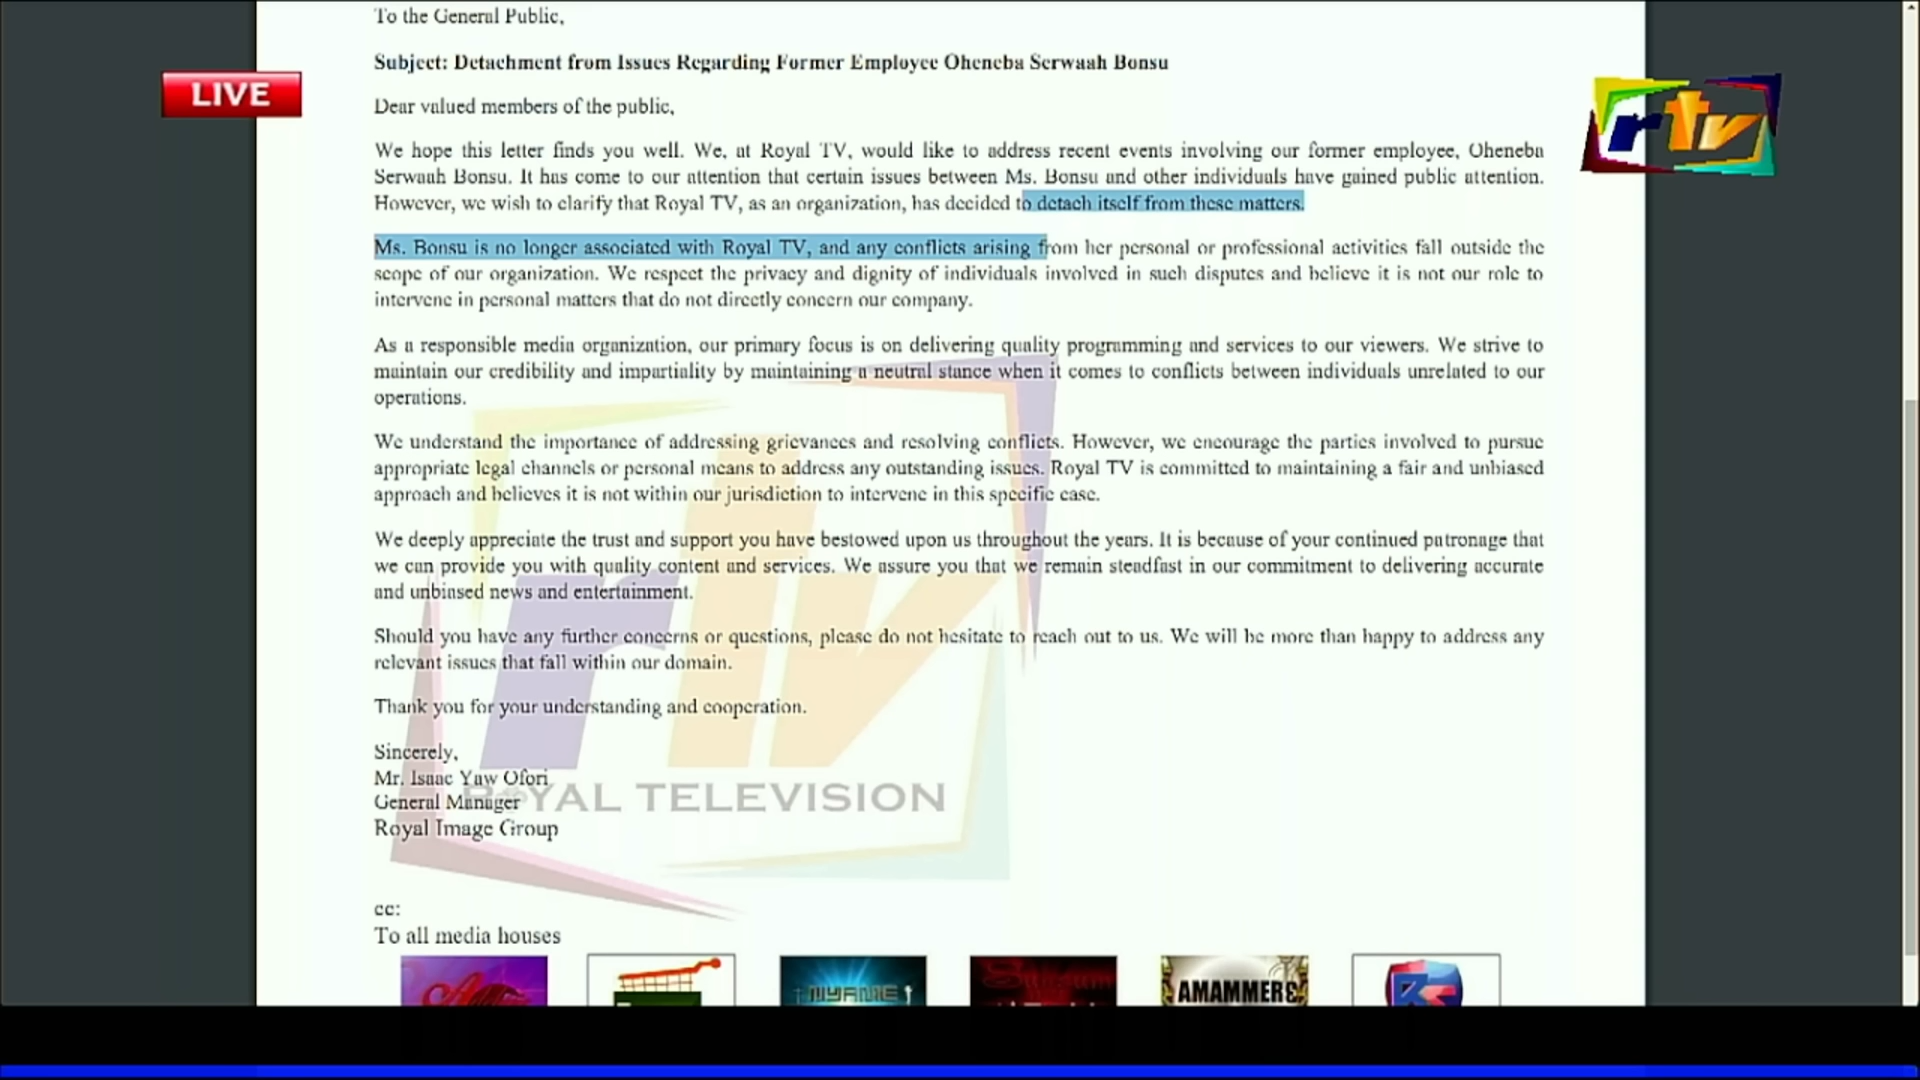 To the General Public,
Subject: Detachment from Issues Regarding Former Employee Oheneba Serwaah Bonsu
LIVE
rtv
Dear valued members of the public,
We hope this letter finds you well. We, at Royal TV, would like to address recent events involving our former employee, Oheneba
Serwaah Bonsu. It has come to our attention that certain issues between Ms. Bonsu and other individuals have gained public attention.
However, we wish to clarify that Royal TV, as an organization, has decided to detach itself from these matters.
Ms. Bonsu is no longer associated with Royal TV, and any conflicts arising from her personal or professional activities fall outside the
scope of our organization. We respect the privacy and dignity of individuals involved in such disputes and believe it is not our role to
intervene in personal matters that do not directly concern our company.
As a responsible media organization, our primary focus is on delivering quality programming and services to our viewers. We strive to
maintain our credibility and impartiality by maintaining a neutral stance when it comes to conflicts between individuals unrelated to our
operations.
We understand the importance of addressing grievances and resolving conflicts. However, we encourage the parties involved to pursue
appropriate legal channels or personal means to address any outstanding issues. Royal TV is committed to maintaining a fair and unbiased
approach and believes it is not within our jurisdiction to intervene in this specific case.
We deeply appreciate the trust and support you have bestowed upon us throughout the years. It is because of your continued patronage that
we can provide you with quality content and services. We assure you that we remain steadfast in our commitment to delivering accurate
and unbiased news and entertainment.
Should you have any further concerns or questions, please do not hesitate to reach out to us. We will be more than happy to address any
relevant issues that fall within our domain.
Thank you for your understanding and cooperation.
rtv
Sincerely,
Mr. Isaac Yaw Ofori
ROYAL TELEVISION
General Manager
Royal Image Group
cc:
To all media houses
NYAME
AMAMMERƐ